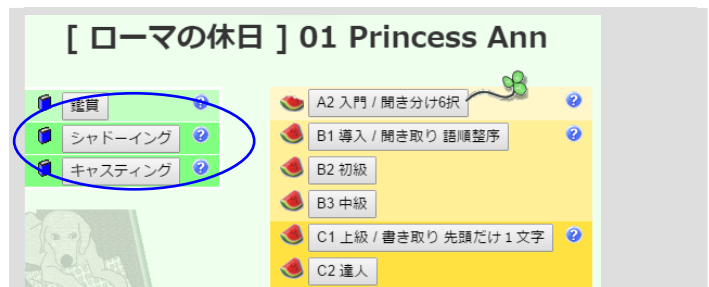 [ ローマの休日 ] 01 Princess Ann
鑑賞
シャドーイング
キャスティング
A2 入門 / 聞き分け6択
B1 導入 / 聞き取り 語順整序
B2 初級
B3 中級
C1 上級 / 書き取り 先頭だけ１文字
C2 達人